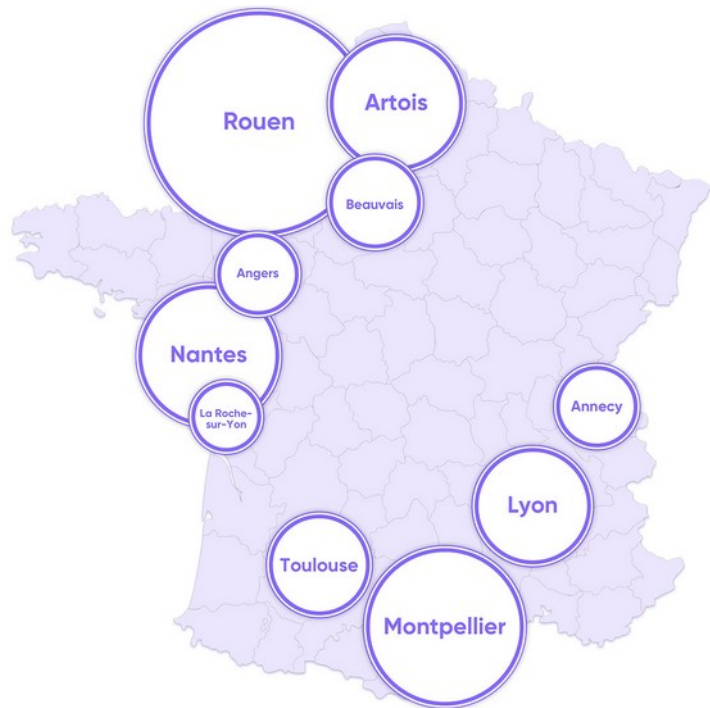 Artois
Rouen
Beauvais
Angers
Nantes
La Roche-
sur-Yon
Annecy
Lyon
Toulouse
Montpellier